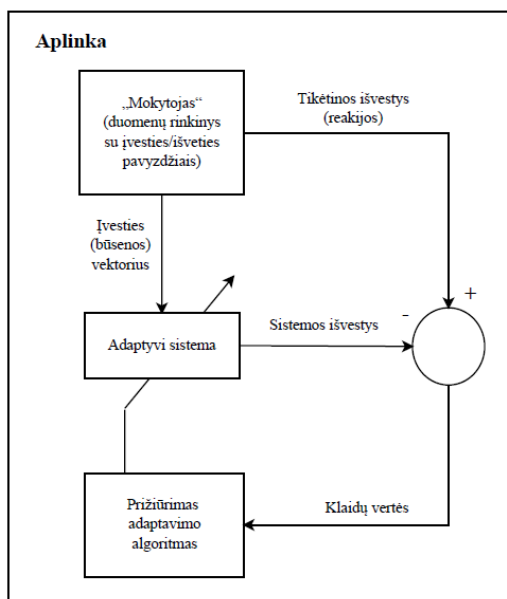 Aplinka
„Mokytojas“
(duomenų rinkinys
su įvesties/išveties
pavyzdžiais)
Tikėtinos išvestys
(reakijos)
Įvesties
(būsenos)
vektorius
-
+
Adaptyvi sistema
Sistemos išvestys
Prižiūrimas
adaptavimo
algoritmas
Klaidų vertės